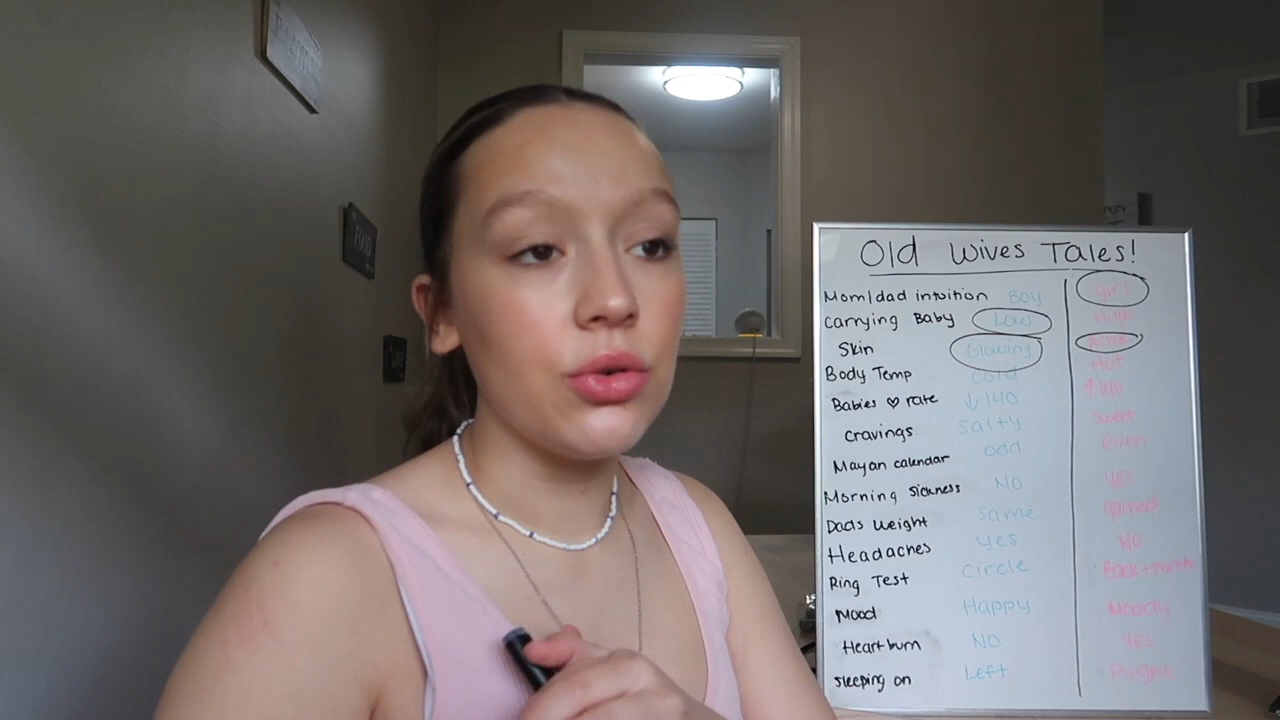 Old Wives Tales!
Mom/dad intuition Boy Girl
Carrying Baby Low High
Skin Glowing Acne
Body Temp cold Hot
Babies ♡ rate ↓140 ↑140
cravings salty sweet
Mayan calendar odd even
Morning Sickness NO Yes
Dads Weight same gained
Headaches yes NO
Ring Test circle Back+Forth
Mood Happy Moody
Heartburn NO Yes
sleeping on Left Right